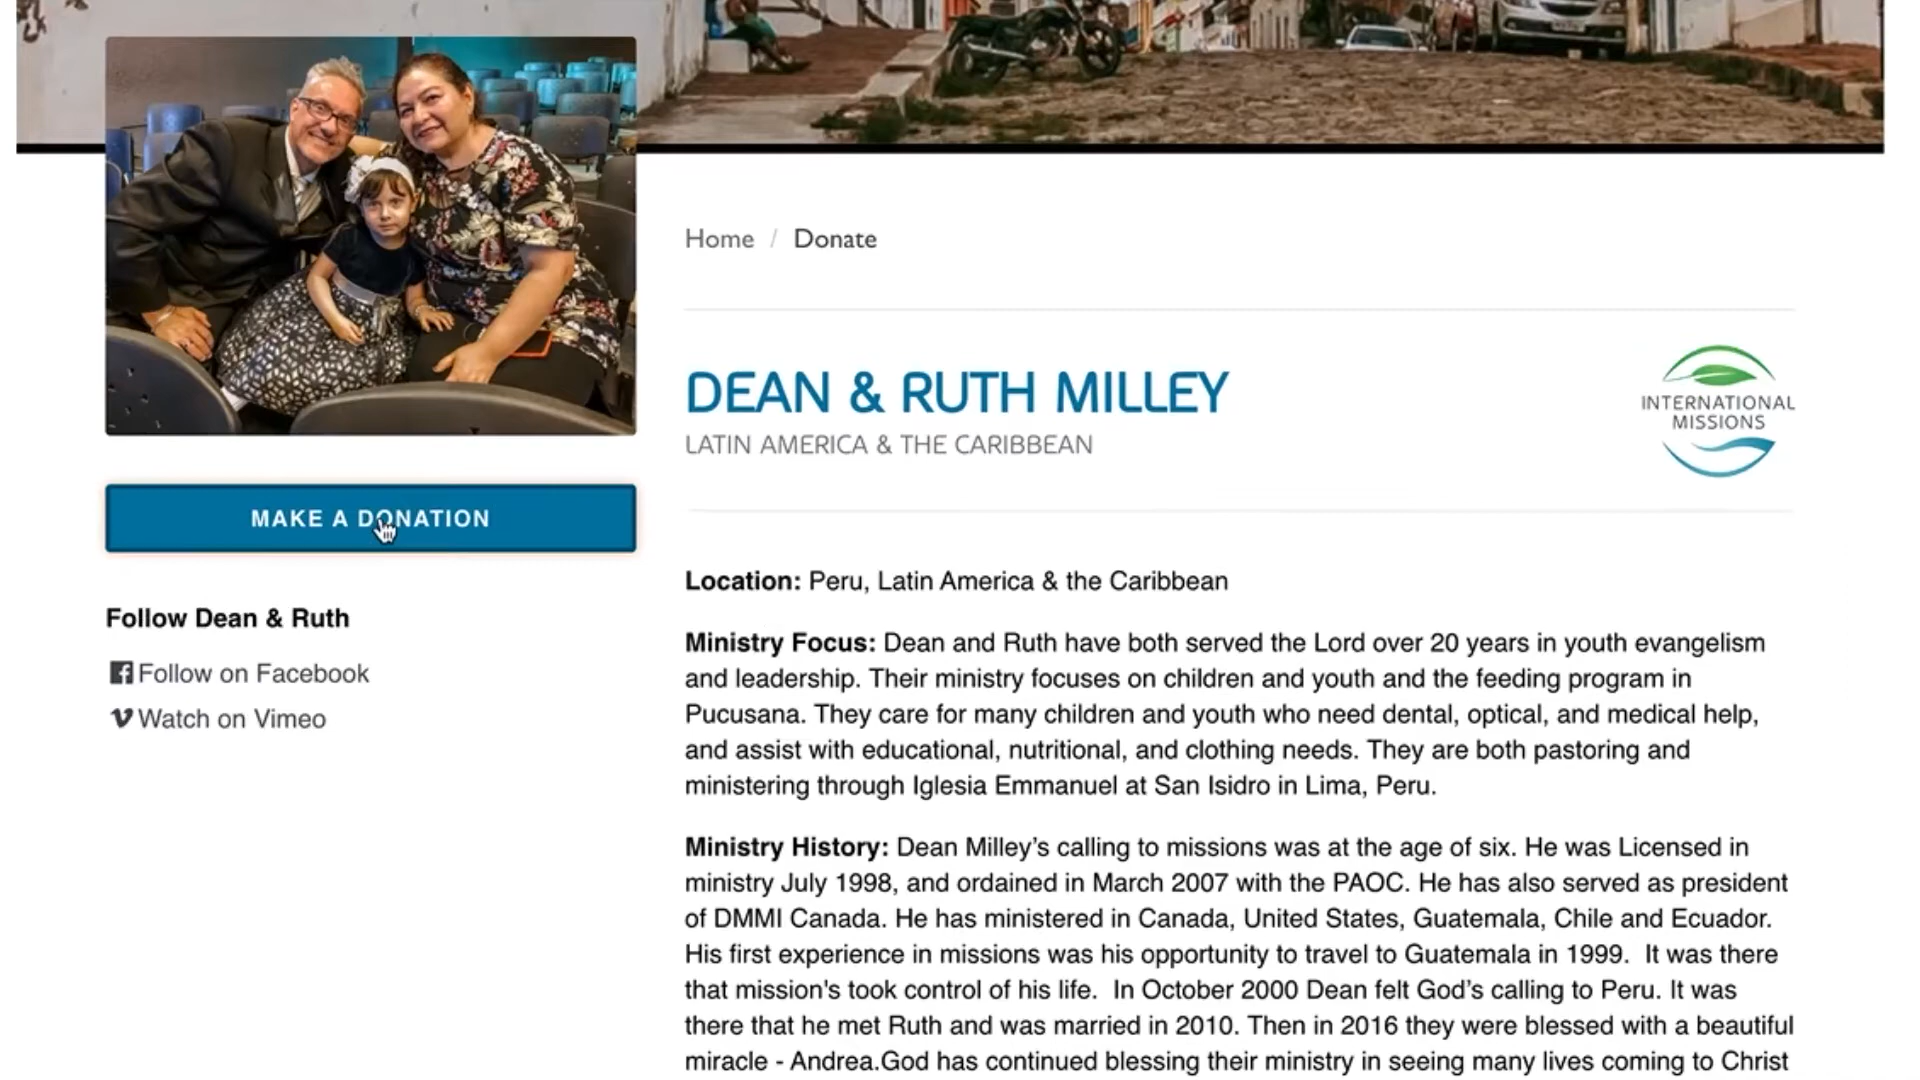 Home / Donate
DEAN & RUTH MILLEY
LATIN AMERICA & THE CARIBBEAN
INTERNATIONAL
MISSIONS
MAKE A DONATION
Follow Dean & Ruth
Follow on Facebook
Watch on Vimeo
Location: Peru, Latin America & the Caribbean
Ministry Focus: Dean and Ruth have both served the Lord over 20 years in youth evangelism
and leadership. Their ministry focuses on children and youth and the feeding program in
Pucusana. They care for many children and youth who need dental, optical, and medical help,
and assist with educational, nutritional, and clothing needs. They are both pastoring and
ministering through Iglesia Emmanuel at San Isidro in Lima, Peru.
Ministry History: Dean Milley’s calling to missions was at the age of six. He was Licensed in
ministry July 1998, and ordained in March 2007 with the PAOC. He has also served as president
of DMMI Canada. He has ministered in Canada, United States, Guatemala, Chile and Ecuador.
His first experience in missions was his opportunity to travel to Guatemala in 1999.  It was there
that mission's took control of his life.  In October 2000 Dean felt God’s calling to Peru. It was
there that he met Ruth and was married in 2010. Then in 2016 they were blessed with a beautiful
miracle - Andrea.God has continued blessing their ministry in seeing many lives coming to Christ